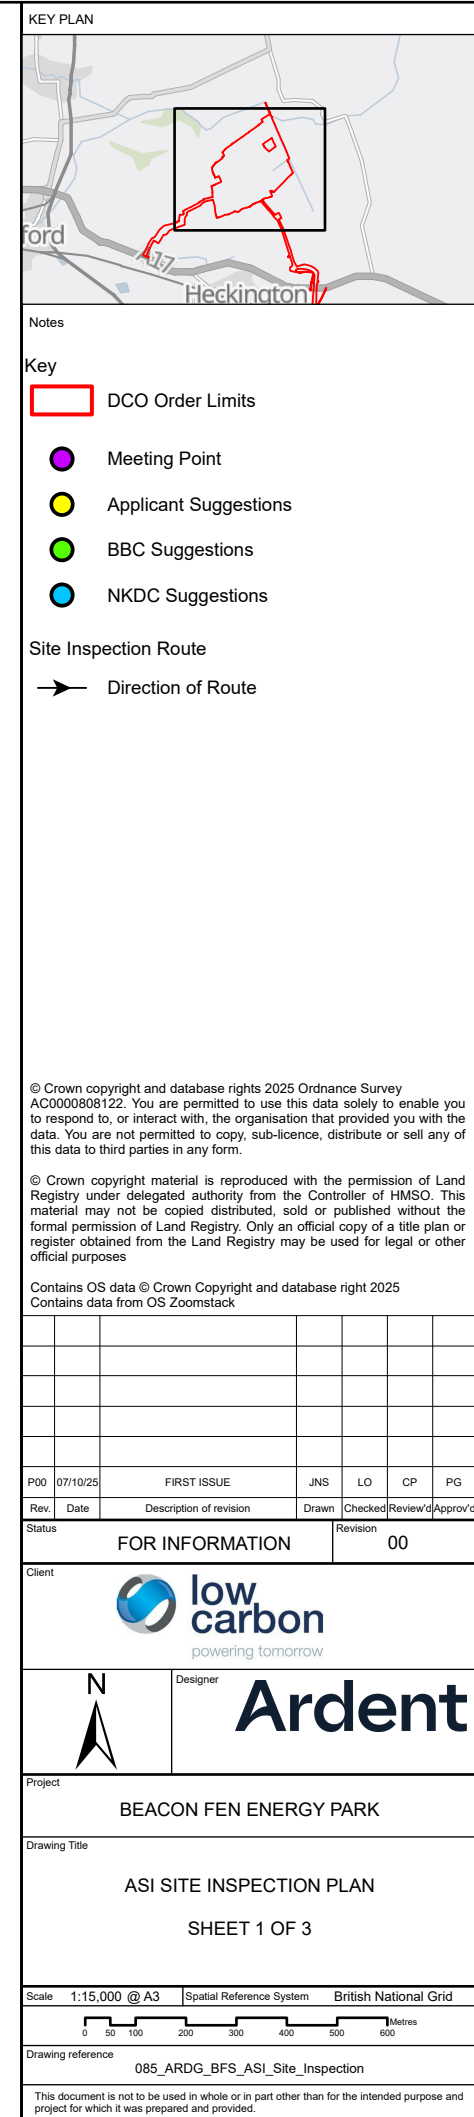 KEY PLAN
ford
A17
Heckington
Notes
Key
DCO Order Limits
Meeting Point
Applicant Suggestions
BBC Suggestions
NKDC Suggestions
Site Inspection Route
Direction of Route
© Crown copyright and database rights 2025 Ordnance Survey
AC0000808122. You are permitted to use this data solely to enable you
to respond to, or interact with, the organisation that provided you with the
data. You are not permitted to copy, sub-licence, distribute or sell any of
this data to third parties in any form.
© Crown copyright material is reproduced with the permission of Land
Registry under delegated authority from the Controller of HMSO. This
material may not be copied distributed, sold or published without the
formal permission of Land Registry. Only an official copy of a title plan or
register obtained from the Land Registry may be used for legal or other
official purposes
Contains OS data © Crown Copyright and database right 2025
Contains data from OS Zoomstack
P00 07/10/25 FIRST ISSUE JNS LO CP PG
Rev. Date Description of revision Drawn Checked Review'd Approv'd
Status
FOR INFORMATION
Revision
00
Client
low
carbon
powering tomorrow
N
Designer
Ardent
Project
BEACON FEN ENERGY PARK
Drawing Title
ASI SITE INSPECTION PLAN
SHEET 1 OF 3
Scale 1:15,000 @ A3 Spatial Reference System British National Grid
Metres
0 50 100 200 300 400 500 600
Drawing reference
085_ARDG_BFS_ASI_Site_Inspection
This document is not to be used in whole or in part other than for the intended purpose and
project for which it was prepared and provided.